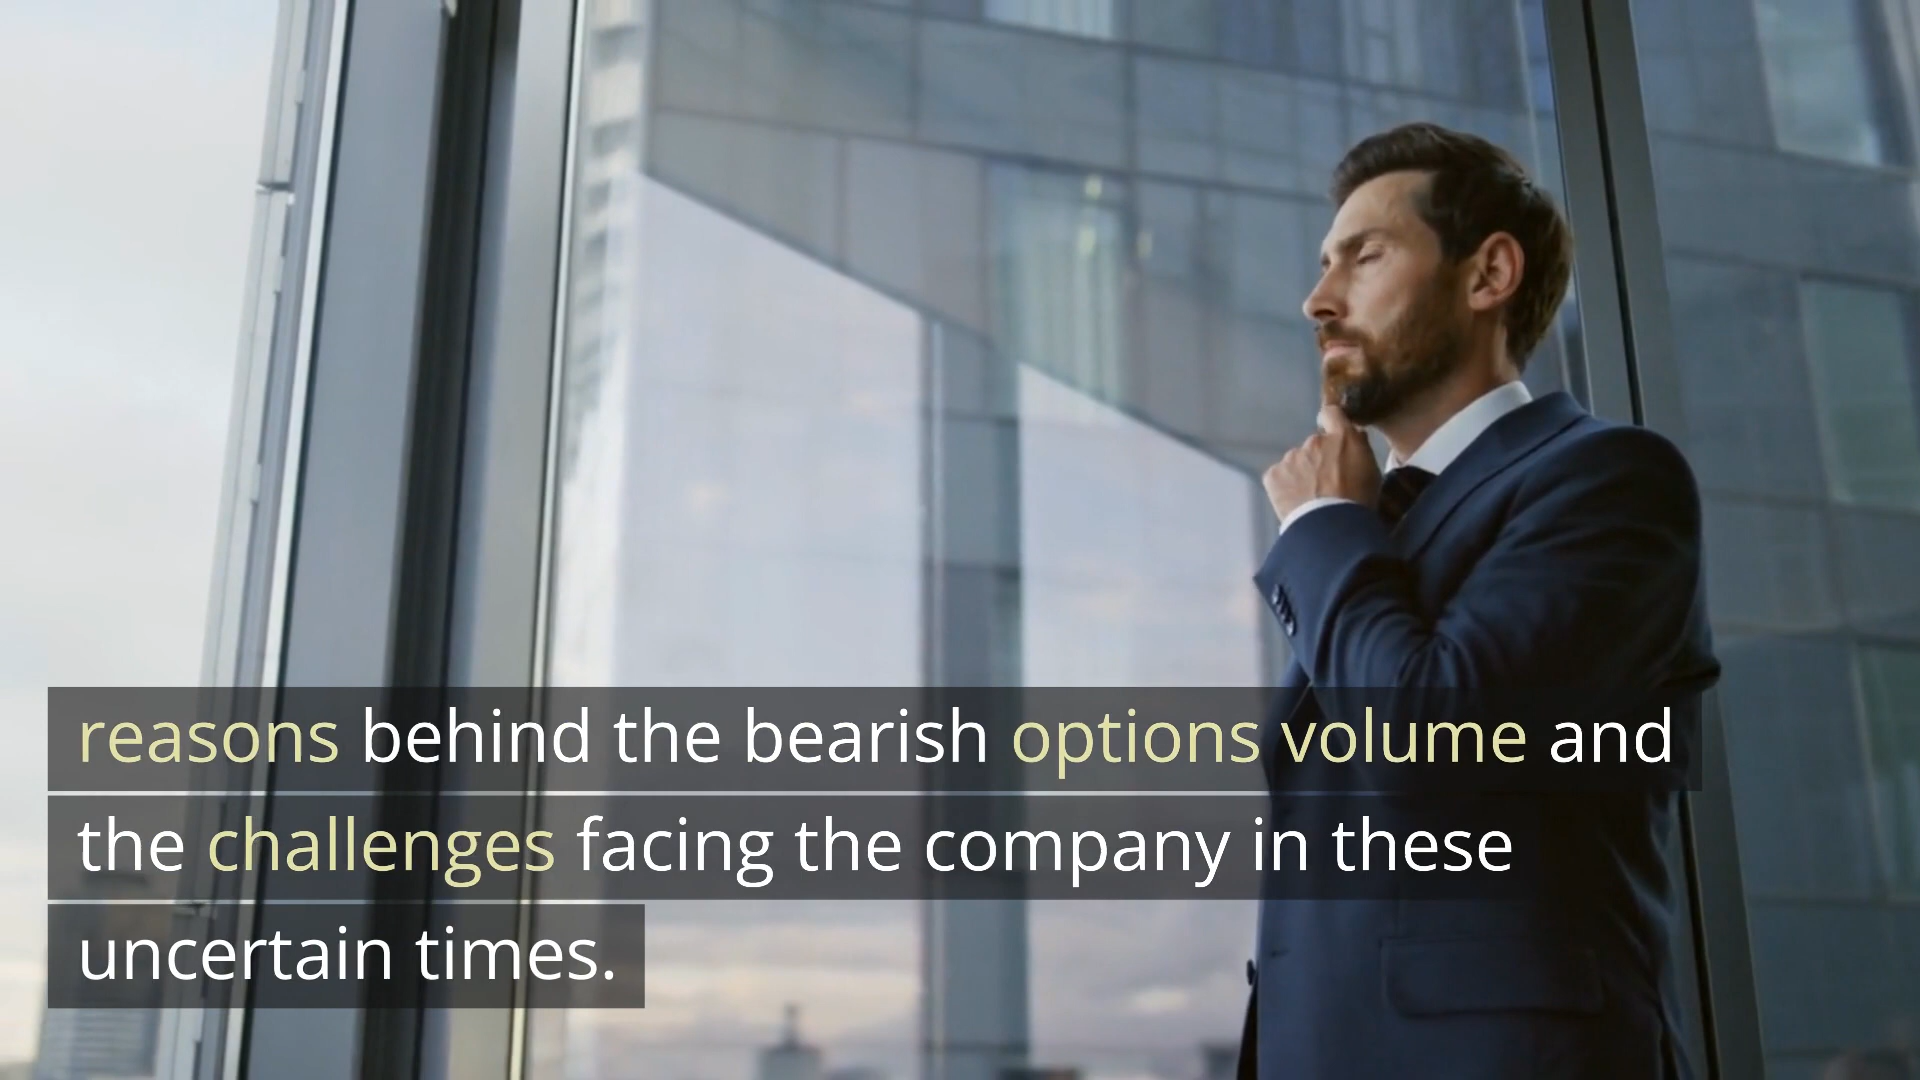 reasons behind the bearish options volume and
the challenges facing the company in these
uncertain times.